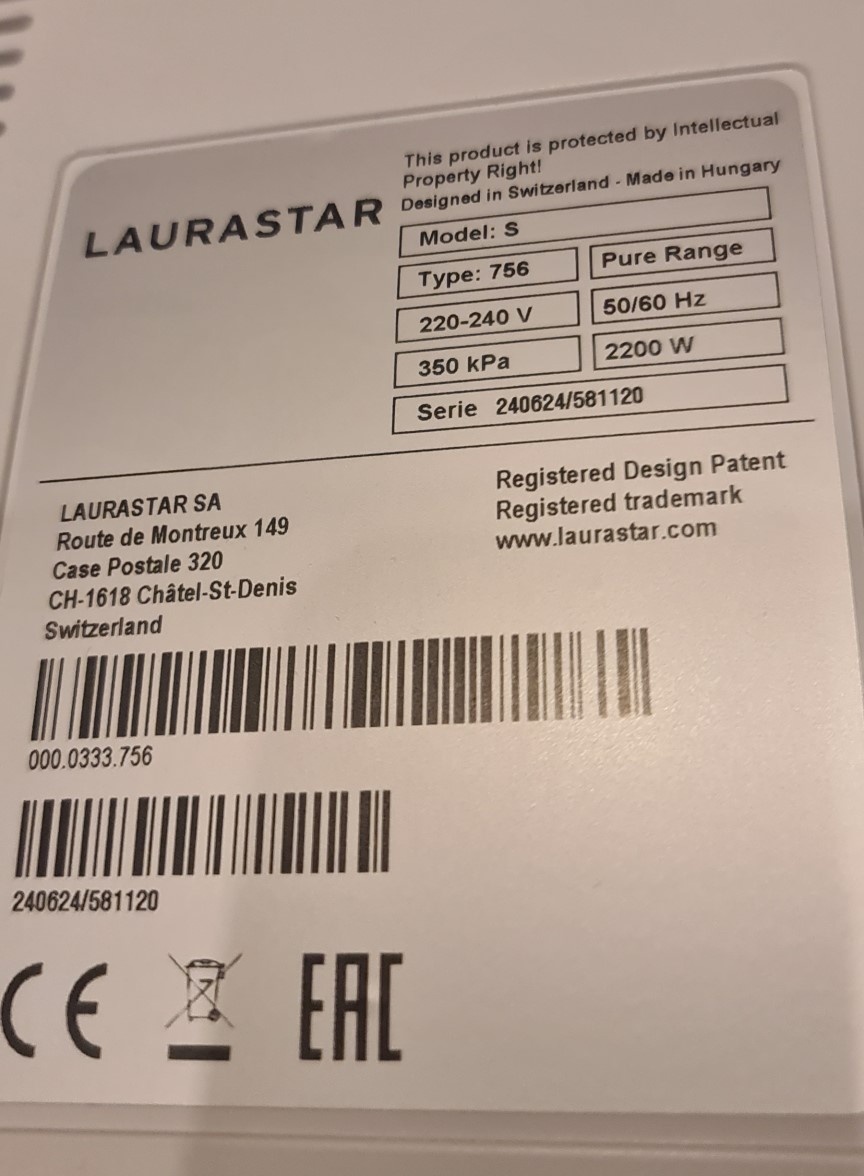 LAURASTAR
This product is protected by Intellectual
Property Right!
Designed in Switzerland - Made in Hungary
Model: S
Type: 756
Pure Range
220-240 V
50/60 Hz
350 kPa
2200 W
Serie 240624/581120
LAURASTAR SA
Route de Montreux 149
Case Postale 320
CH-1618 Châtel-St-Denis
Switzerland
Registered Design Patent
Registered trademark
www.laurastar.com
000.0333.756
240624/581120
CE
EAC